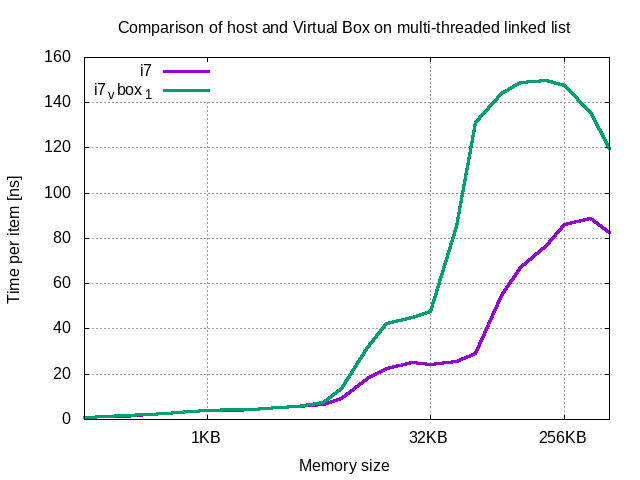 Comparison of host and Virtual Box on multi-threaded linked list
160
140
120
100
80
60
40
20
0
Time per item [ns]
i7
i7vbox1
1KB
32KB
256KB
Memory size